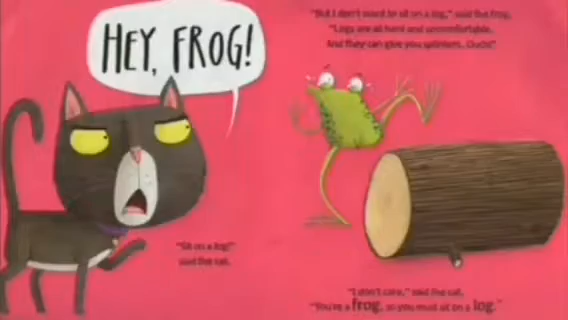 HEY, FROG!
"Sit on a log!"
said the cat.
"But I don't want to sit on a log," said the frog.
"Logs are all hard and uncomfortable.
And they can give you splinters. Ouch!"
"I don't care," said the cat.
"You're a frog, so you must sit on a log."